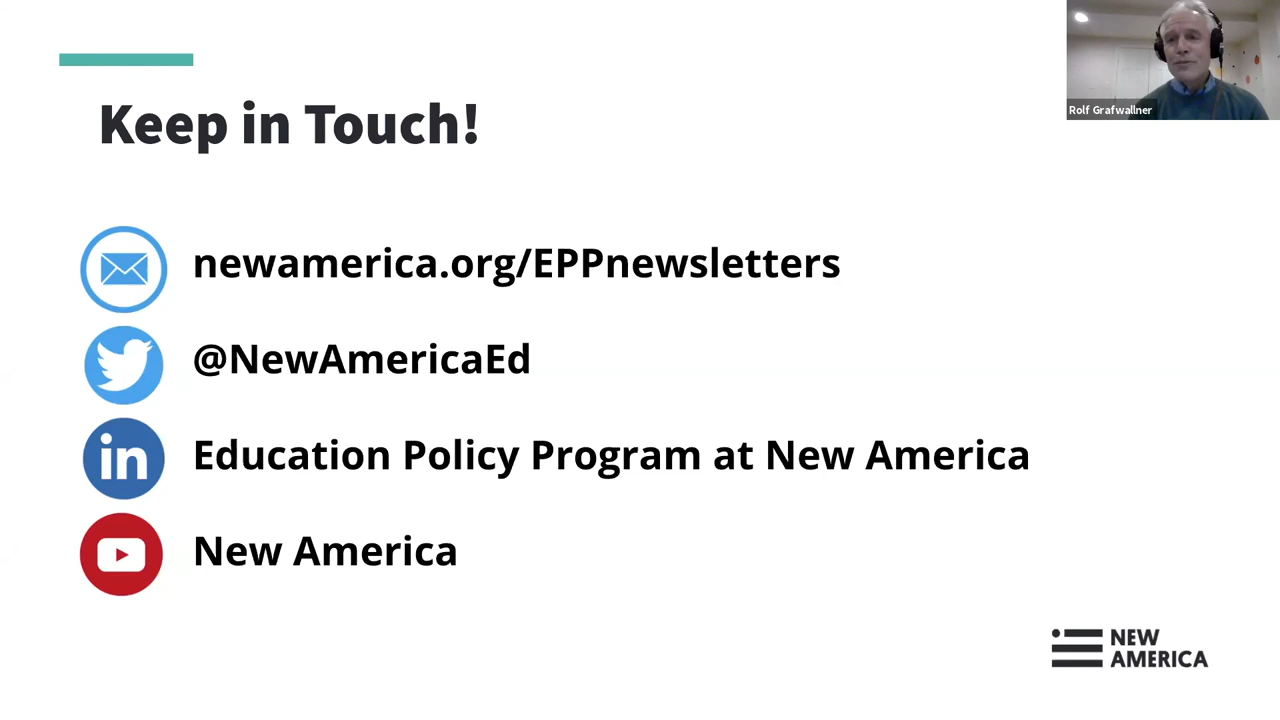 Rolf Grafwallner
Keep in Touch!
newamerica.org/EPPnewsletters
@NewAmericaEd
in
Education Policy Program at New America
New America
NEW
AMERICA